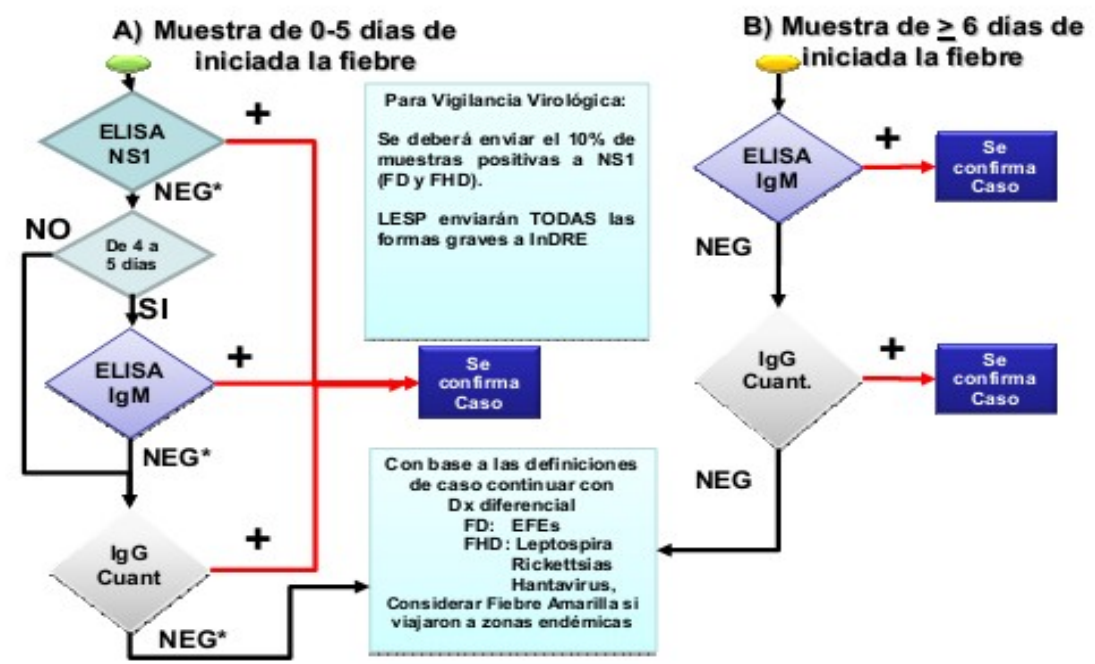 A) Muestra de 0-5 días de
iniciada la fiebre
ELISA
NS1
+
NEG*
NO
De 4 a
5 días
SI
ELISA
IgM
+
NEG*
IgG
Cuant
+
NEG*
Para Vigilancia Virológica:
Se deberá enviar el 10% de
muestras positivas a NS1
(FD y FHD).
LESP enviarán TODAS las
formas graves a InDRE
Se
confirma
Caso
Con base a las definiciones
de caso continuar con
Dx diferencial
FD: EFEs
FHD: Leptospira
Rickettsias
Hantavirus,
Considerar Fiebre Amarilla si
viajaron a zonas endémicas
B) Muestra de ≥ 6 días de
iniciada la fiebre
ELISA
IgM
+
Se
confirma
Caso
NEG
IgG
Cuant.
+
Se
confirma
Caso
NEG